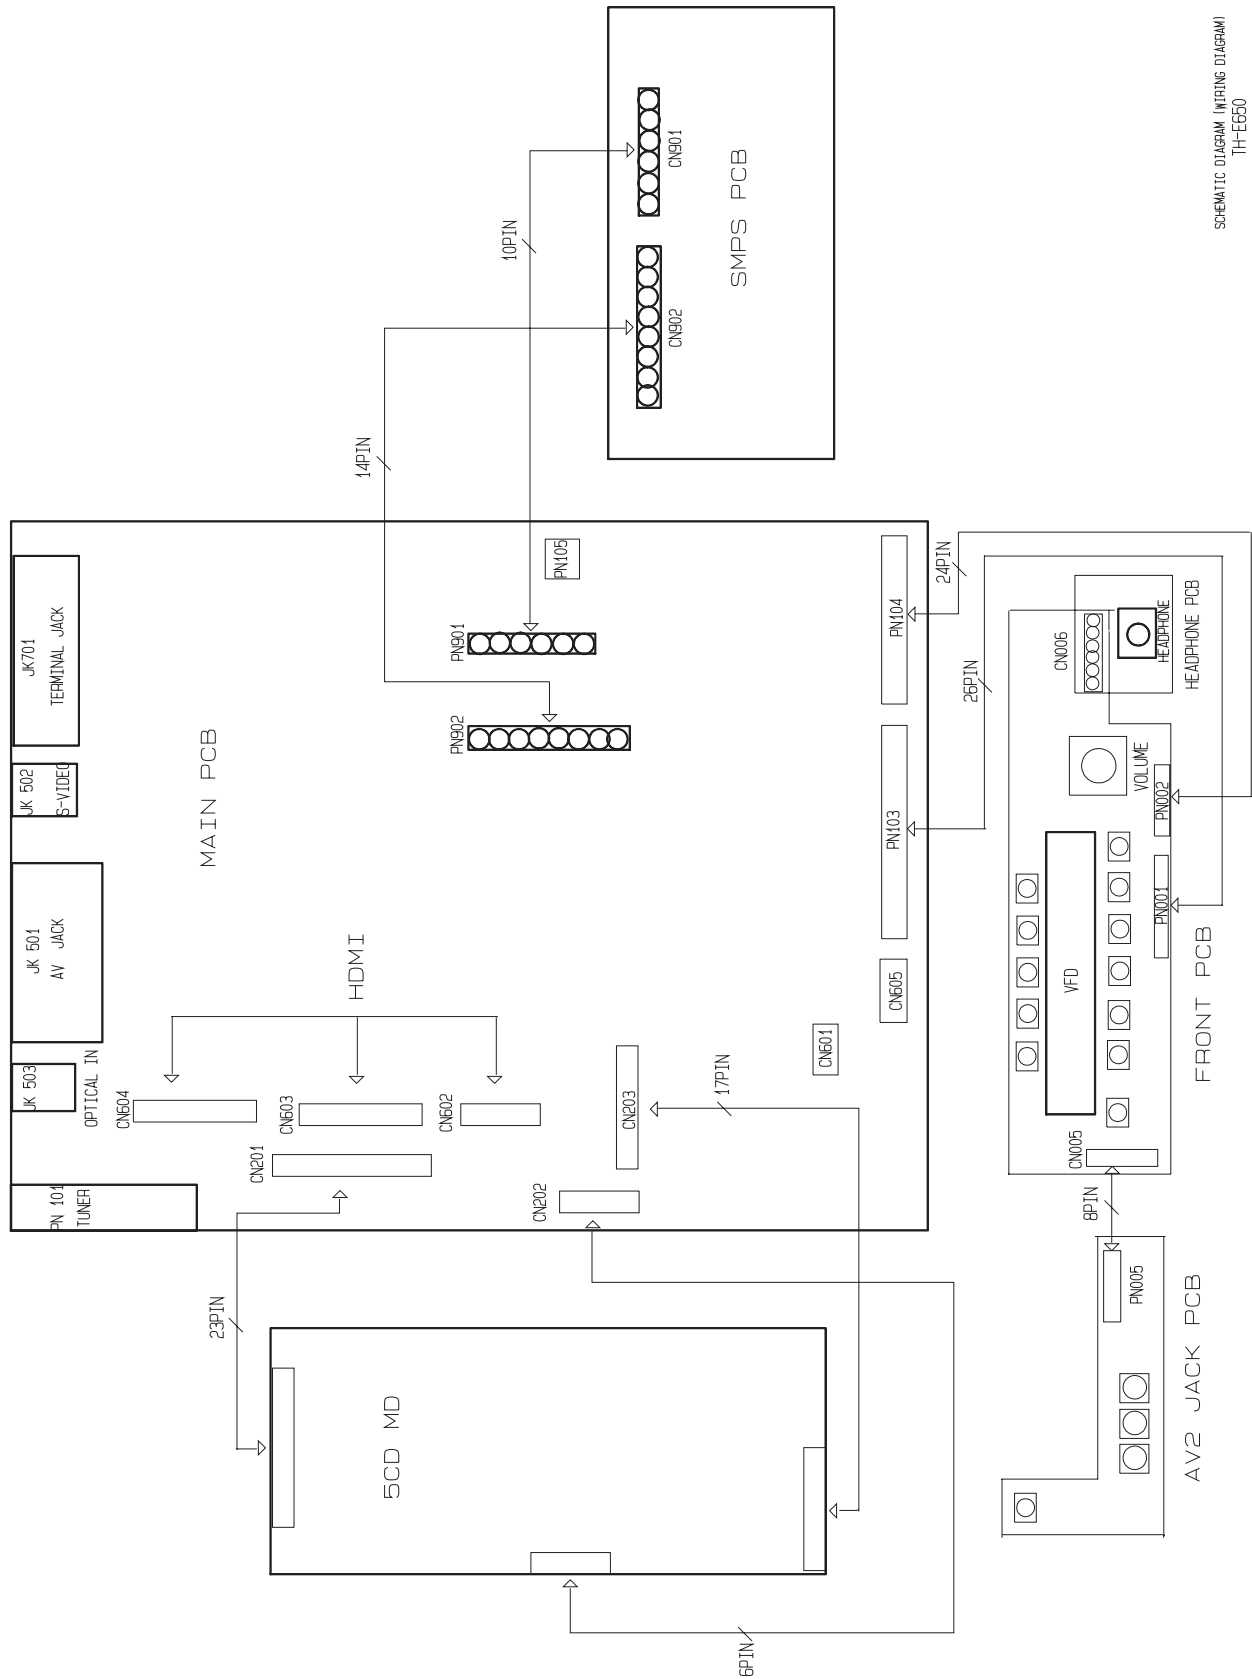 SCHEMATIC DIAGRAM (WIRING DIAGRAM)
TH-E650
PN 101
TUNER
JK 503
OPTICAL IN
JK 501
AV JACK
JK 502
S-VIDEO
JK701
TERMINAL JACK
MAIN PCB
HDMI
CN604
CN603
CN602
CN201
CN202
CN203
CN601
CN605
PN902
PN901
PN105
PN103
PN104
14PIN
10PIN
CN902
CN901
SMPS PCB
23PIN
17PIN
6PIN
5CD MD
24PIN
26PIN
8PIN
CN005
VFD
PN001
PN002
VOLUME
FRONT PCB
CN006
HEADPHONE
HEADPHONE PCB
PN005
AV2 JACK PCB